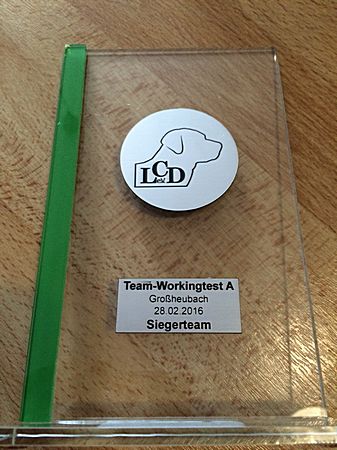 LCD
e.V.
Team-Workingtest A
Großheubach
28.02.2016
Siegerteam